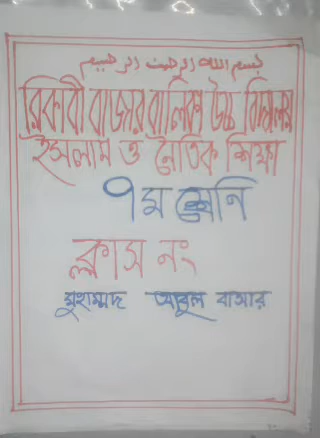 بسم الله الرحمن الرحيم
রিকাবী বাজার বালিকা উচ্চ বিদ্যালয়
ইসলাম ও নৈতিক শিক্ষা
৭ম শ্রেনি
ক্লাস নং
মুহাম্মদ আবুল বাসার